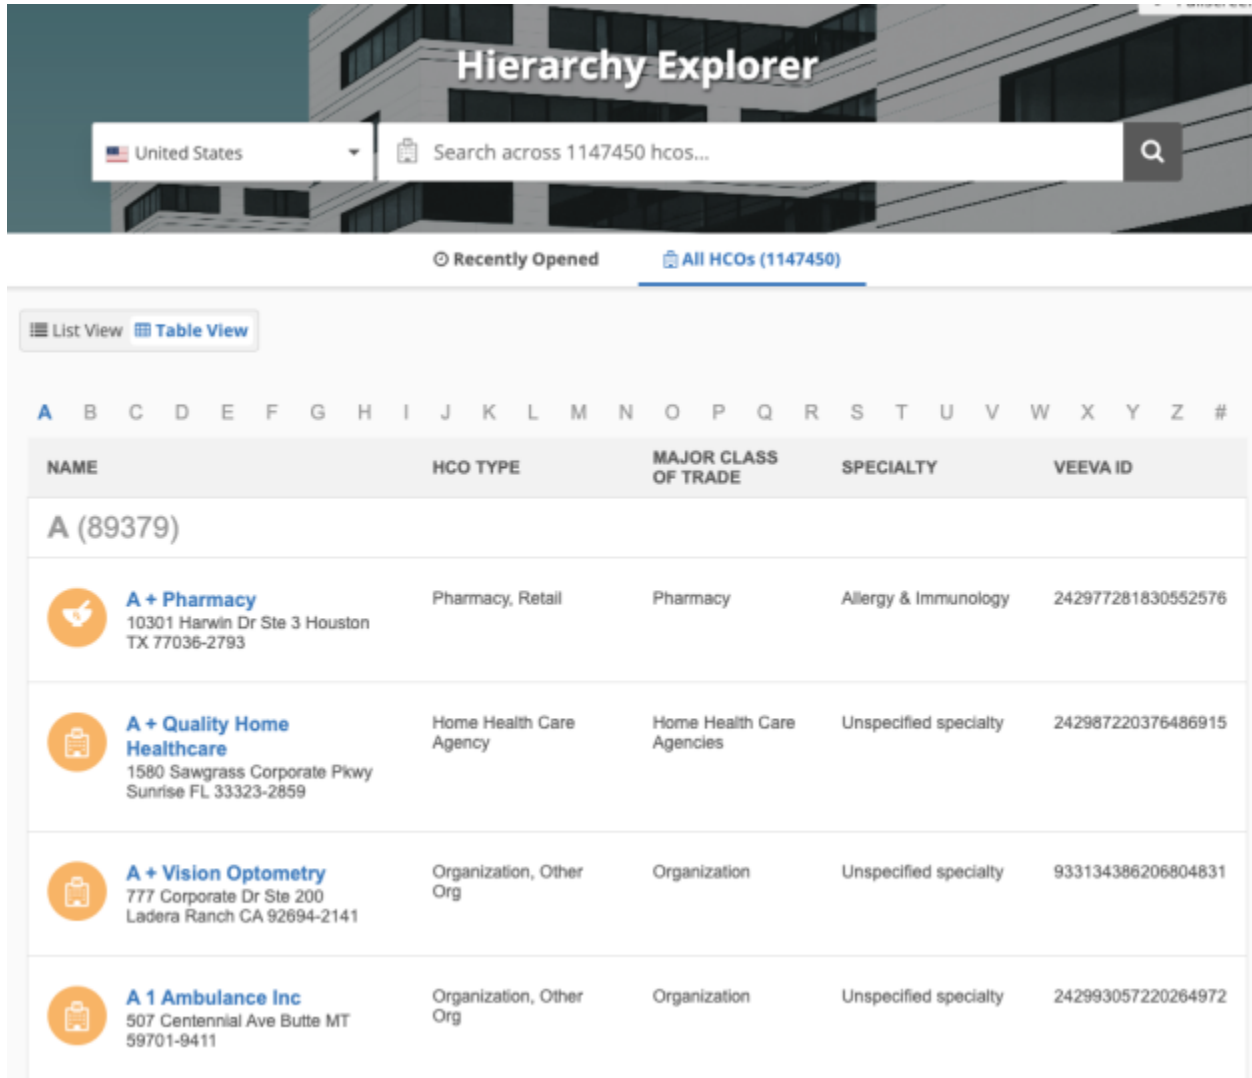 Hierarchy Explorer
United States
Search across 1147450 hcos...
Recently Opened
All HCOs (1147450)
List View
Table View
A B C D E F G H I J K L M N O P Q R S T U V W X Y Z #
NAME HCO TYPE MAJOR CLASS OF TRADE SPECIALTY VEEVA ID
A (89379)
A + Pharmacy
10301 Harwin Dr Ste 3 Houston
TX 77036-2793
Pharmacy, Retail
Pharmacy
Allergy & Immunology
242977281830552576
A + Quality Home
Healthcare
1580 Sawgrass Corporate Pkwy
Sunrise FL 33323-2859
Home Health Care
Agency
Home Health Care
Agencies
Unspecified specialty
242987220376486915
A + Vision Optometry
777 Corporate Dr Ste 200
Ladera Ranch CA 92694-2141
Organization, Other
Org
Organization
Unspecified specialty
933134386206804831
A 1 Ambulance Inc
507 Centennial Ave Butte MT
59701-9411
Organization, Other
Org
Organization
Unspecified specialty
242993057220264972